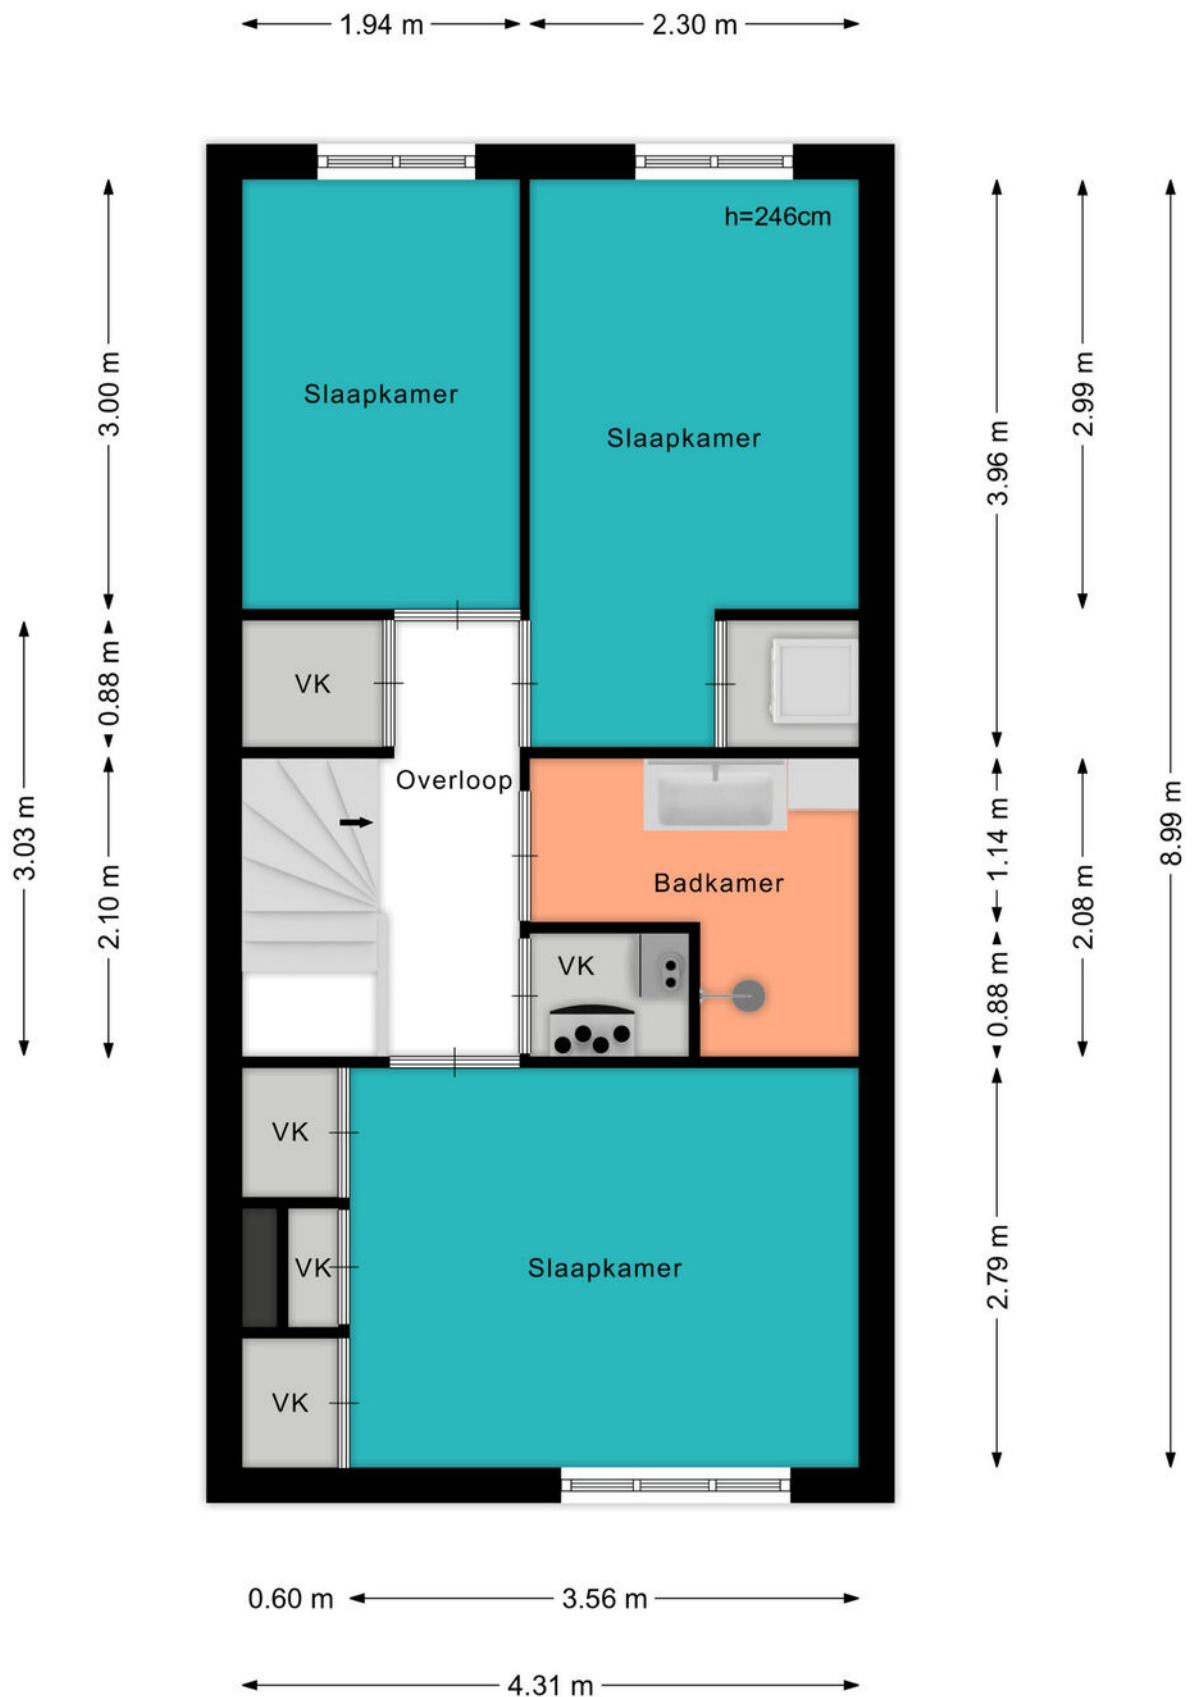 1.94 m
2.30 m
h=246cm
Slaapkamer
Slaapkamer
3.00 m
2.99 m
3.96 m
VK
0.88 m
Overloop
3.03 m
2.10 m
Badkamer
VK
1.14 m
0.88 m
2.08 m
8.99 m
VK
VK
Slaapkamer
VK
2.79 m
0.60 m
3.56 m
4.31 m